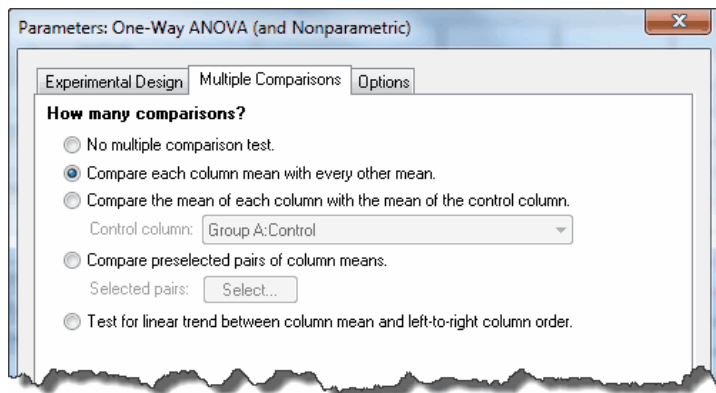 Parameters: One-Way ANOVA (and Nonparametric)
Experimental Design Multiple Comparisons Options
How many comparisons?
No multiple comparison test.
Compare each column mean with every other mean.
Compare the mean of each column with the mean of the control column.
Control column: Group A:Control
Compare preselected pairs of column means.
Selected pairs: Select...
Test for linear trend between column mean and left-to-right column order.